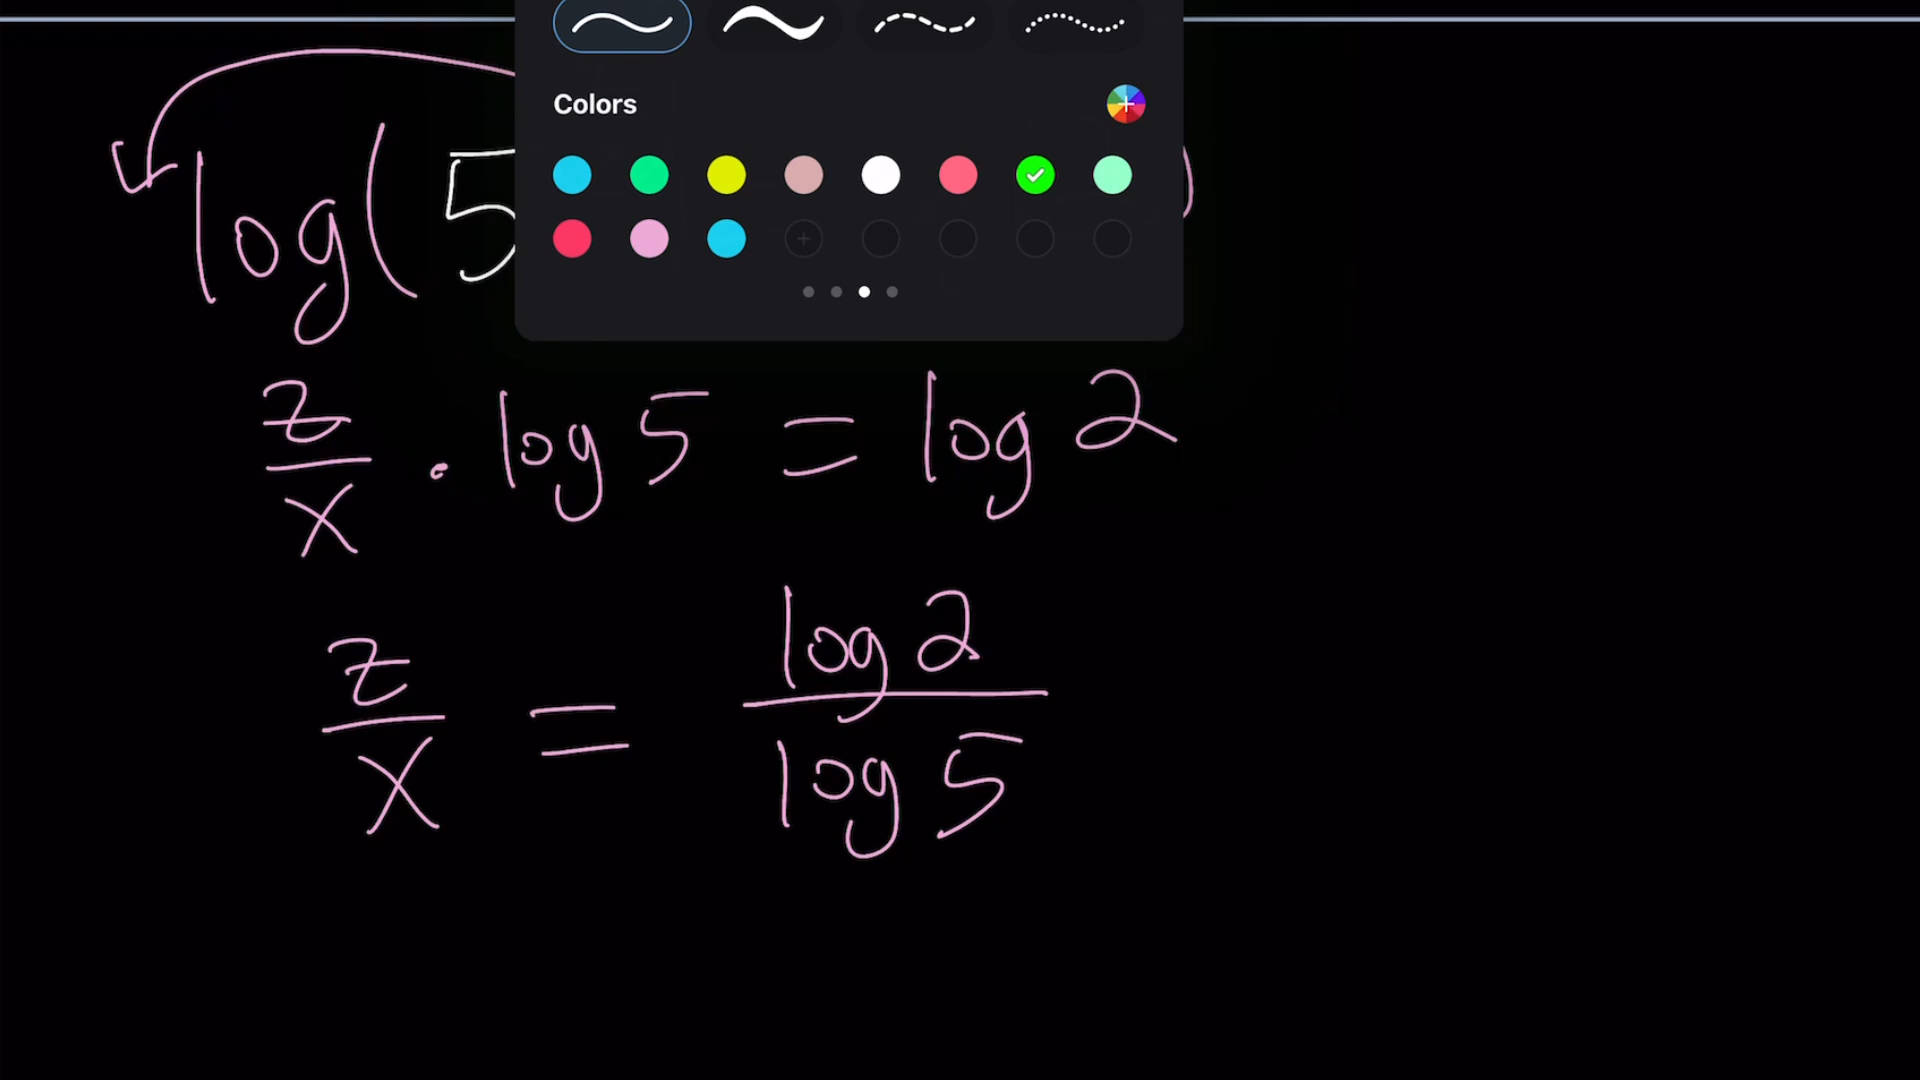 Colors
log(5 )
z/x · log 5 = log 2
z/x = log 2/log 5